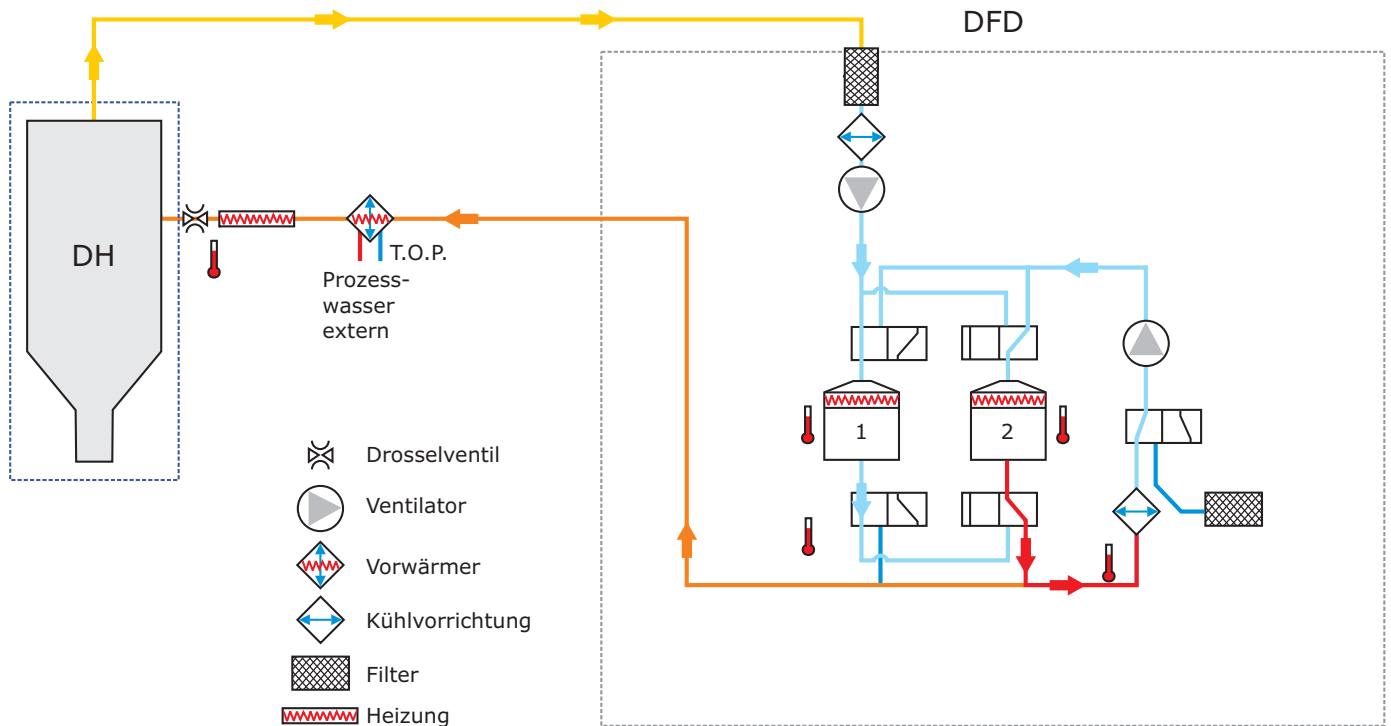 DFD
DH
T.O.P.
Prozess-
wasser
extern
1
2
Drosselventil
Ventilator
Vorwärmer
Kühlvorrichtung
Filter
Heizung